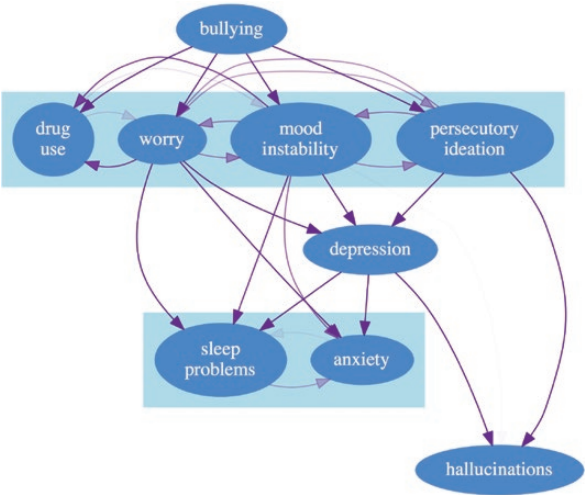 bullying
drug
use
worry
mood
instability
persecutory
ideation
depression
sleep
problems
anxiety
hallucinations